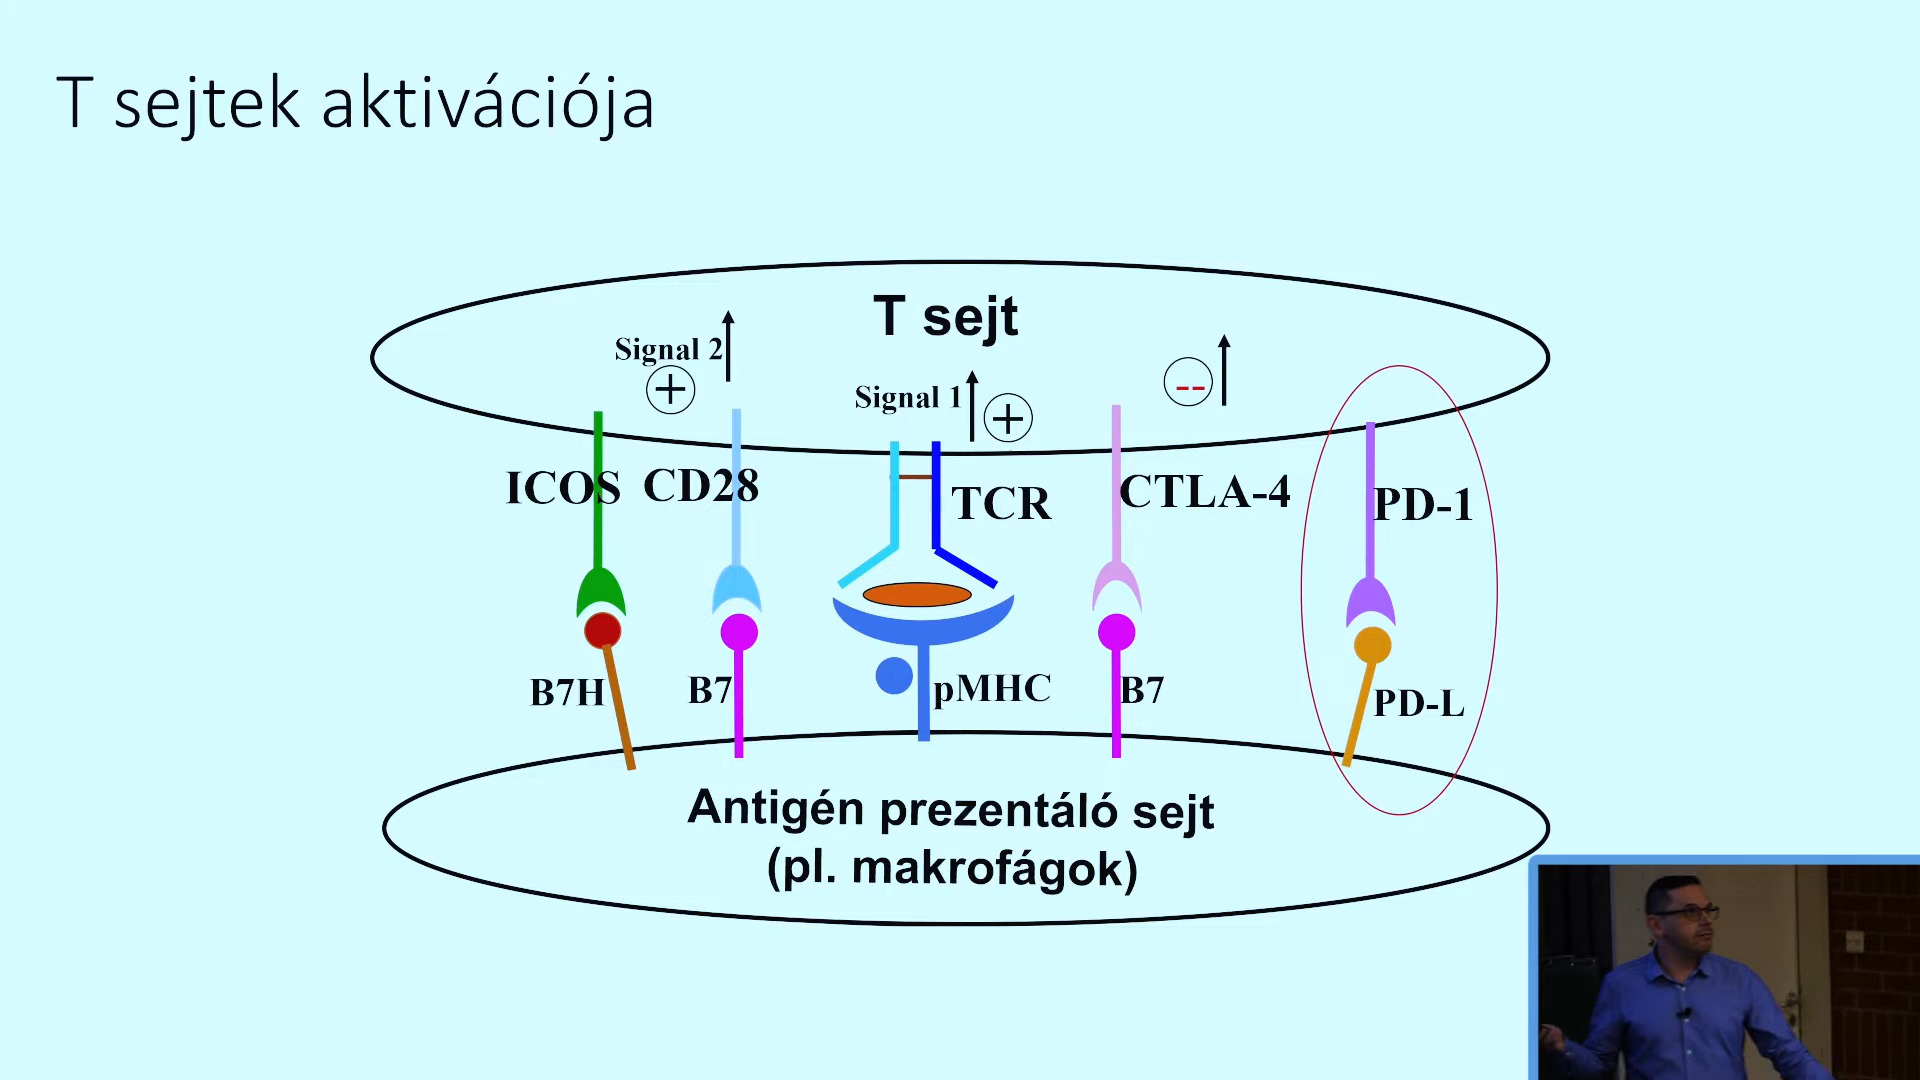 T sejtek aktivációja
T sejt
Signal 2
+
Signal 1
+
--
ICOS
CD28
TCR
CTLA-4
PD-1
B7H
B7
pMHC
B7
PD-L
Antigén prezentáló sejt
(pl. makrofágok)